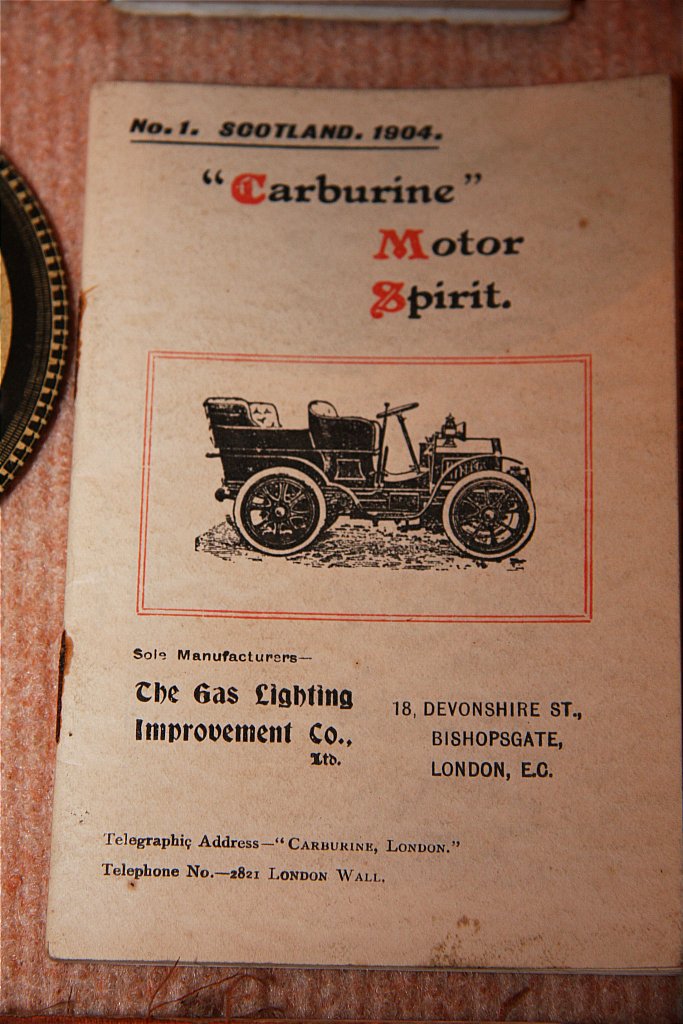 No. 1. SCOTLAND. 1904.
"Carburine"
Motor
Spirit.
Sole Manufacturers—
The Gas Lighting
Improvement Co.,
Ltd.
18, DEVONSHIRE ST.,
BISHOPSGATE,
LONDON, E.C.
Telegraphic Address—"CARBURINE, LONDON."
Telephone No.—2821 LONDON WALL.